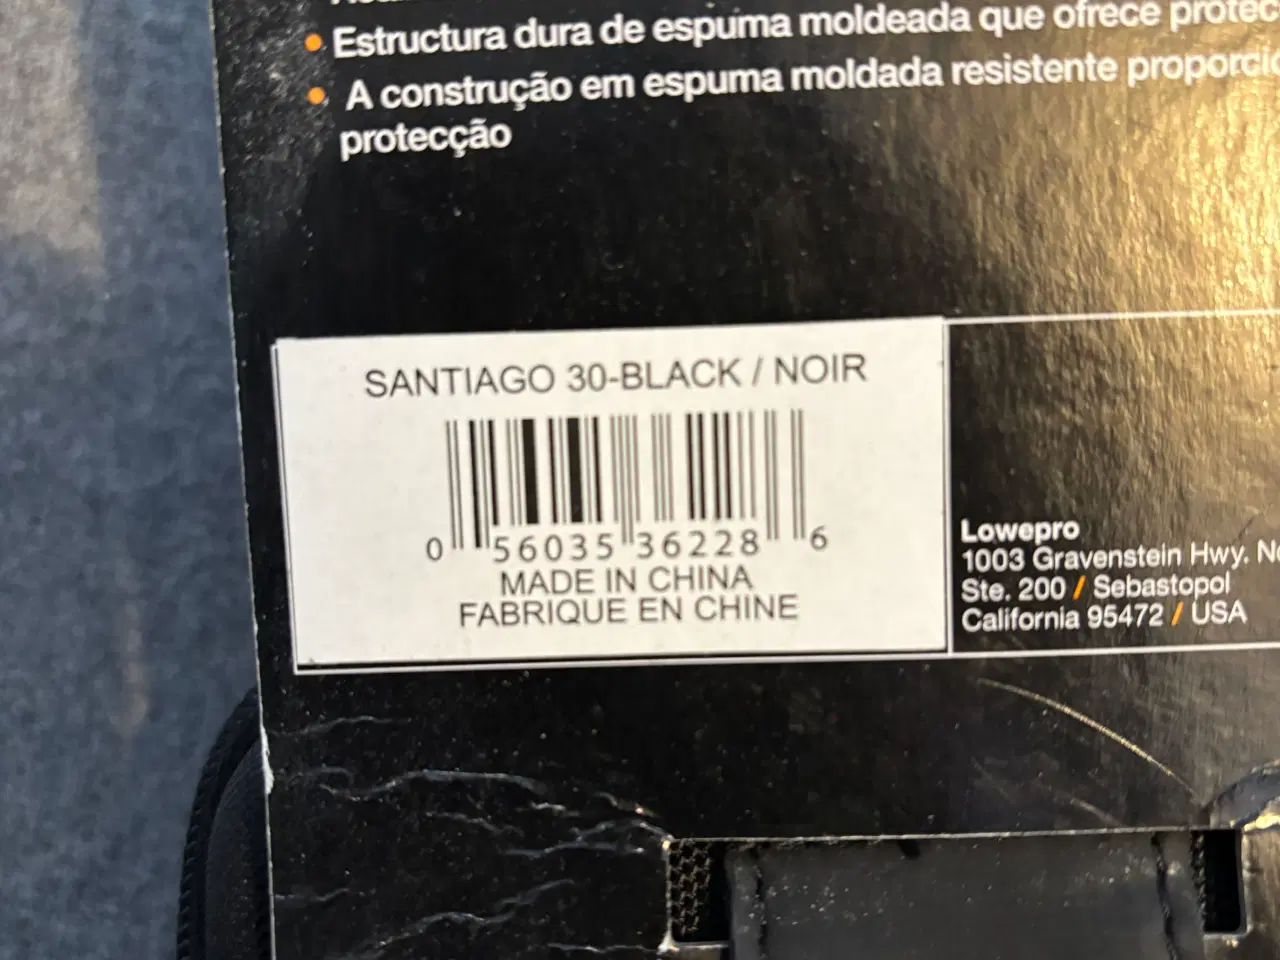 Estructura dura de espuma moldeada que ofrece
A construção em espuma moldada resistente
protecção
SANTIAGO 30-BLACK / NOIR
0 56035 36228 6
MADE IN CHINA
FABRIQUE EN CHINE
Lowepro
1003 Gravenstein Hwy.
Ste. 200 / Sebastopol
California 95472 / USA